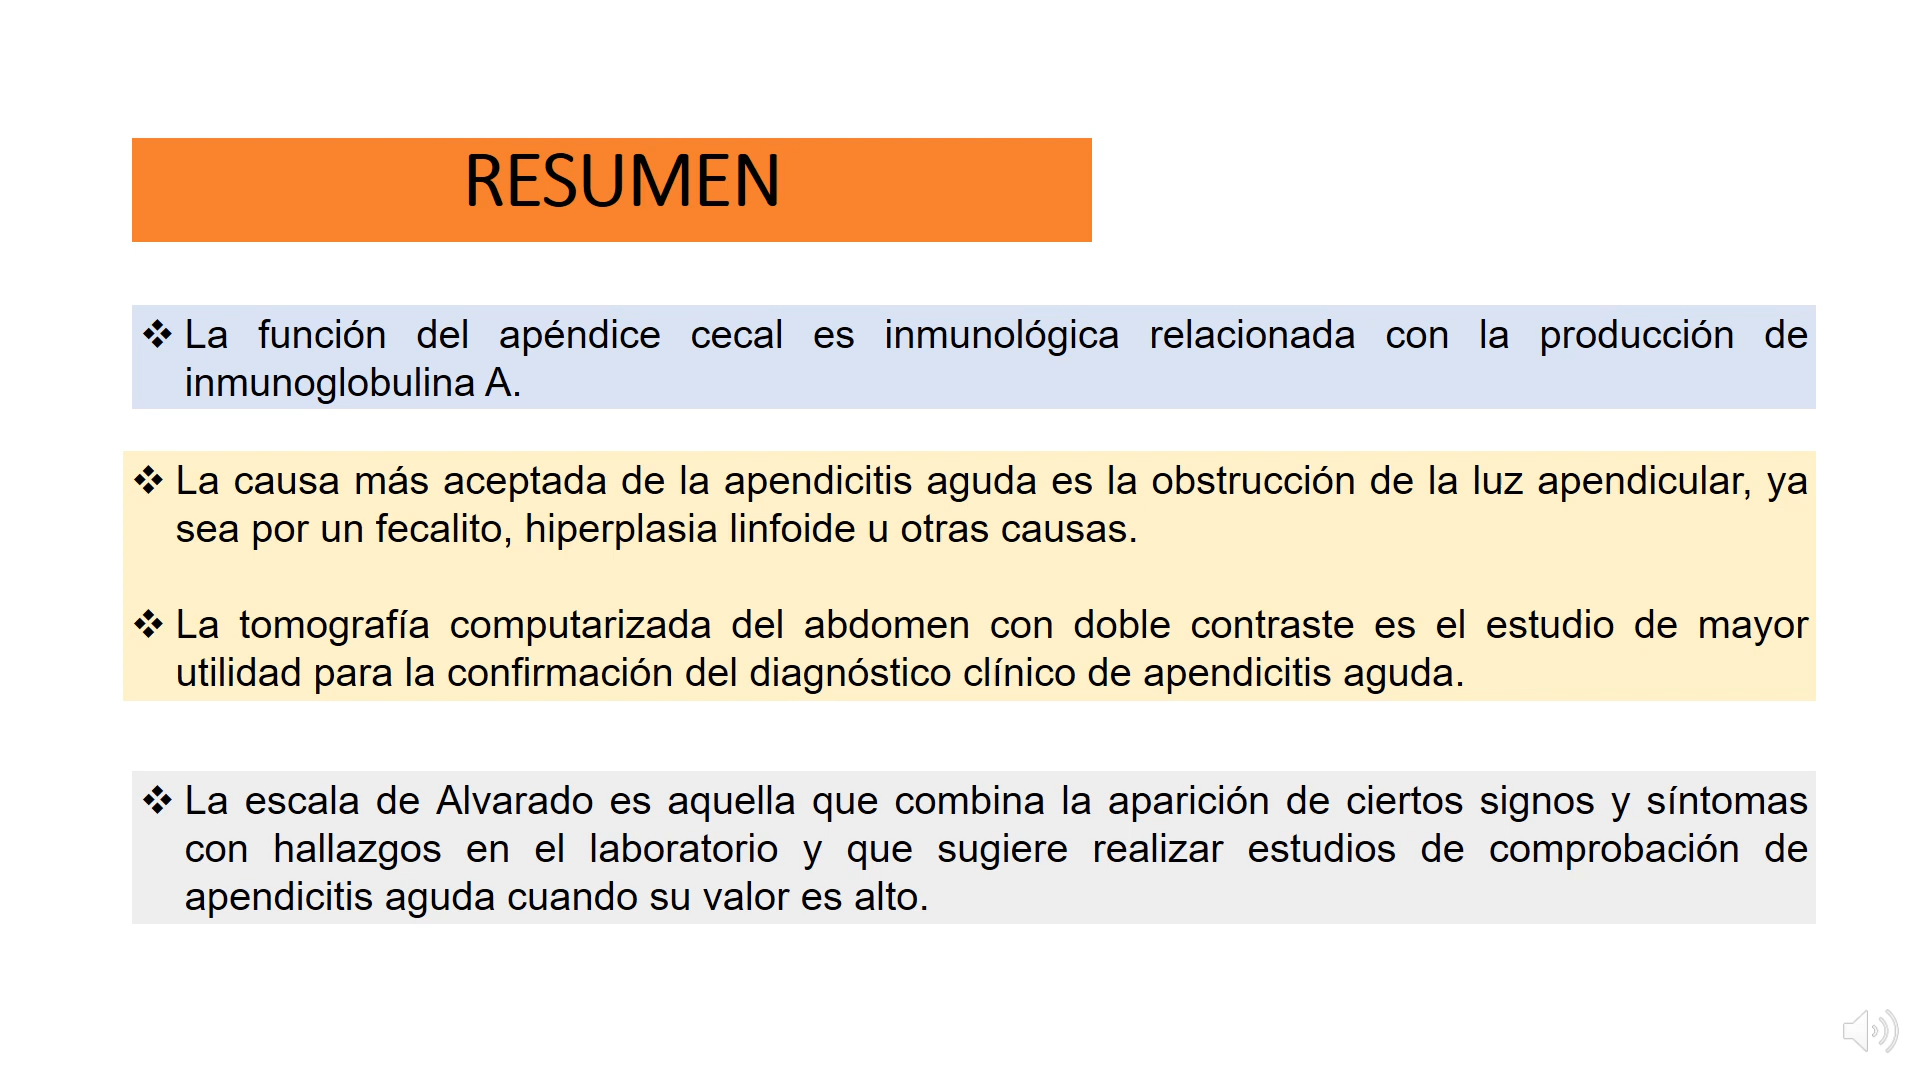 RESUMEN
❖ La función del apéndice cecal es inmunológica relacionada con la producción de
inmunoglobulina A.
❖ La causa más aceptada de la apendicitis aguda es la obstrucción de la luz apendicular, ya
sea por un fecalito, hiperplasia linfoide u otras causas.
❖ La tomografía computarizada del abdomen con doble contraste es el estudio de mayor
utilidad para la confirmación del diagnóstico clínico de apendicitis aguda.
❖ La escala de Alvarado es aquella que combina la aparición de ciertos signos y síntomas
con hallazgos en el laboratorio y que sugiere realizar estudios de comprobación de
apendicitis aguda cuando su valor es alto.